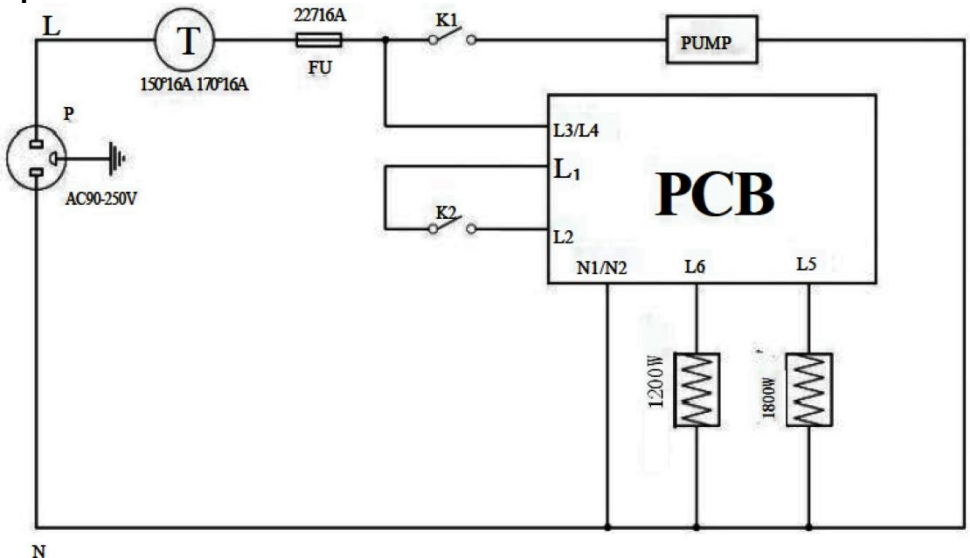 L
T
22716A
K1
PUMP
FU
150°16A 170°16A
P
L3/L4
L1
PCB
AC90-250V
K2
L2
N1/N2
L6
L5
1200W
1800W
N